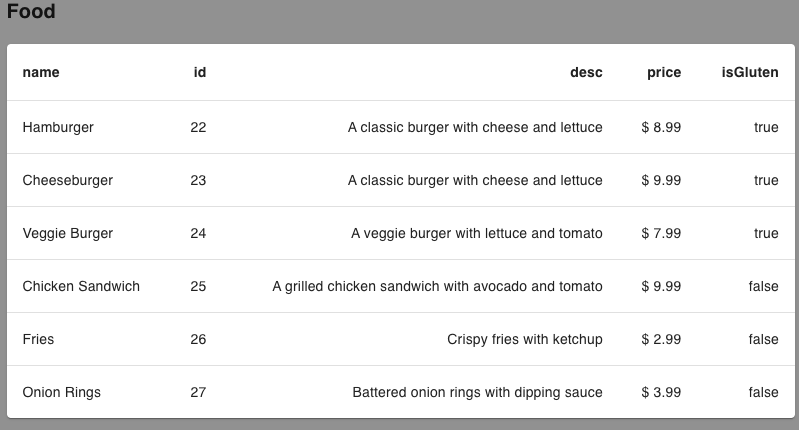 Food
name id desc price isGluten
Hamburger 22 A classic burger with cheese and lettuce $ 8.99 true
Cheeseburger 23 A classic burger with cheese and lettuce $ 9.99 true
Veggie Burger 24 A veggie burger with lettuce and tomato $ 7.99 true
Chicken Sandwich 25 A grilled chicken sandwich with avocado and tomato $ 9.99 false
Fries 26 Crispy fries with ketchup $ 2.99 false
Onion Rings 27 Battered onion rings with dipping sauce $ 3.99 false